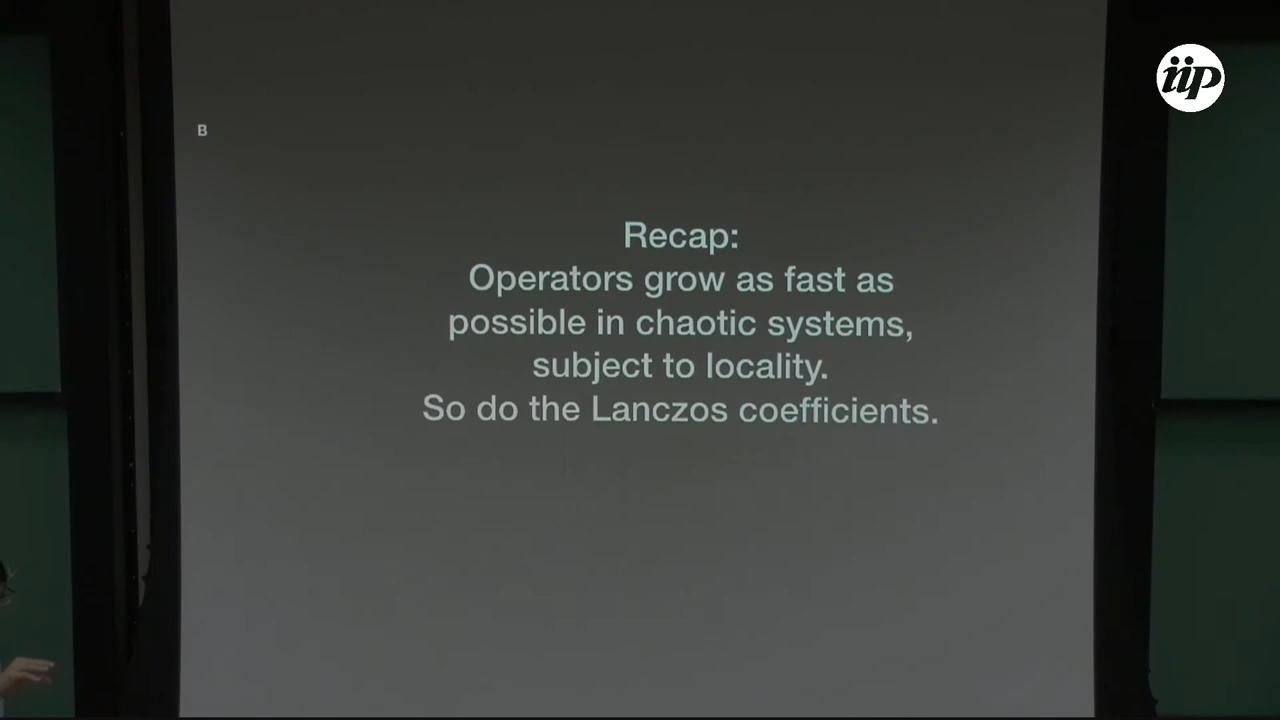 iip
B
Recap:
Operators grow as fast as
possible in chaotic systems,
subject to locality.
So do the Lanczos coefficients.